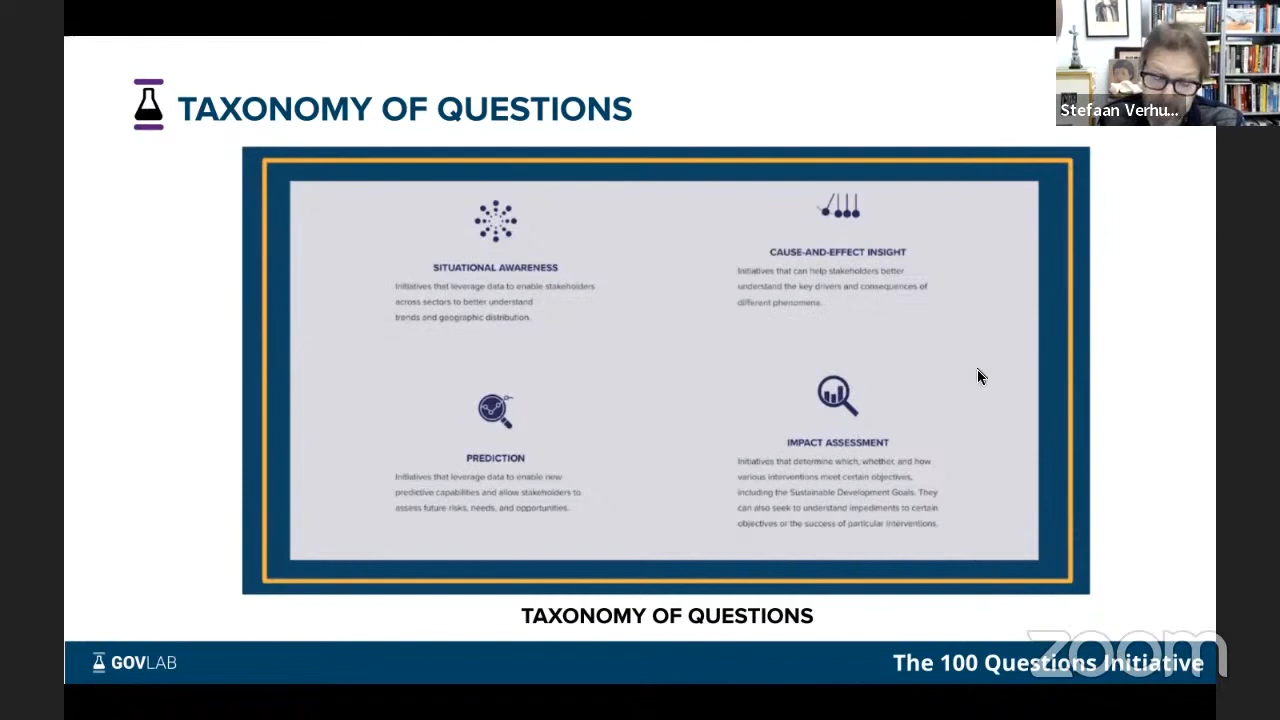 TAXONOMY OF QUESTIONS
Stefaan Verhu...
SITUATIONAL AWARENESS
Initiatives that leverage data to enable stakeholders
across sectors to better understand
trends and geographic distribution.
CAUSE-AND-EFFECT INSIGHT
Initiatives that can help stakeholders better
understand the key drivers and consequences of
different phenomena.
PREDICTION
Initiatives that leverage data to enable new
predictive capabilities and allow stakeholders to
assess future risks, needs, and opportunities.
IMPACT ASSESSMENT
Initiatives that determine which, whether, and how
various interventions meet certain objectives,
including the Sustainable Development Goals. They
can also seek to understand impediments to certain
objectives or the success of particular interventions.
TAXONOMY OF QUESTIONS
GOVLAB
The 100 Questions Initiative
zoom